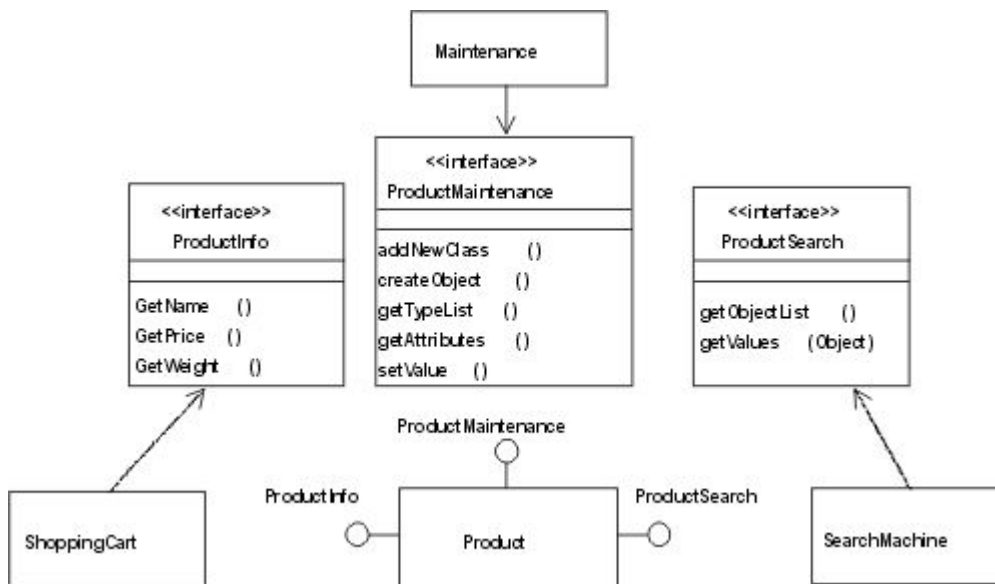 Maintenance
<<interface>>
ProductMaintenance
addNewClass ()
createObject ()
getTypeList ()
getAttributes ()
setValue ()
<<interface>>
ProductInfo
GetName ()
GetPrice ()
GetWeight ()
<<interface>>
ProductSearch
getObjectList ()
getValues (Object)
ProductMaintenance
ProductInfo
ProductSearch
ShoppingCart
Product
SearchMachine